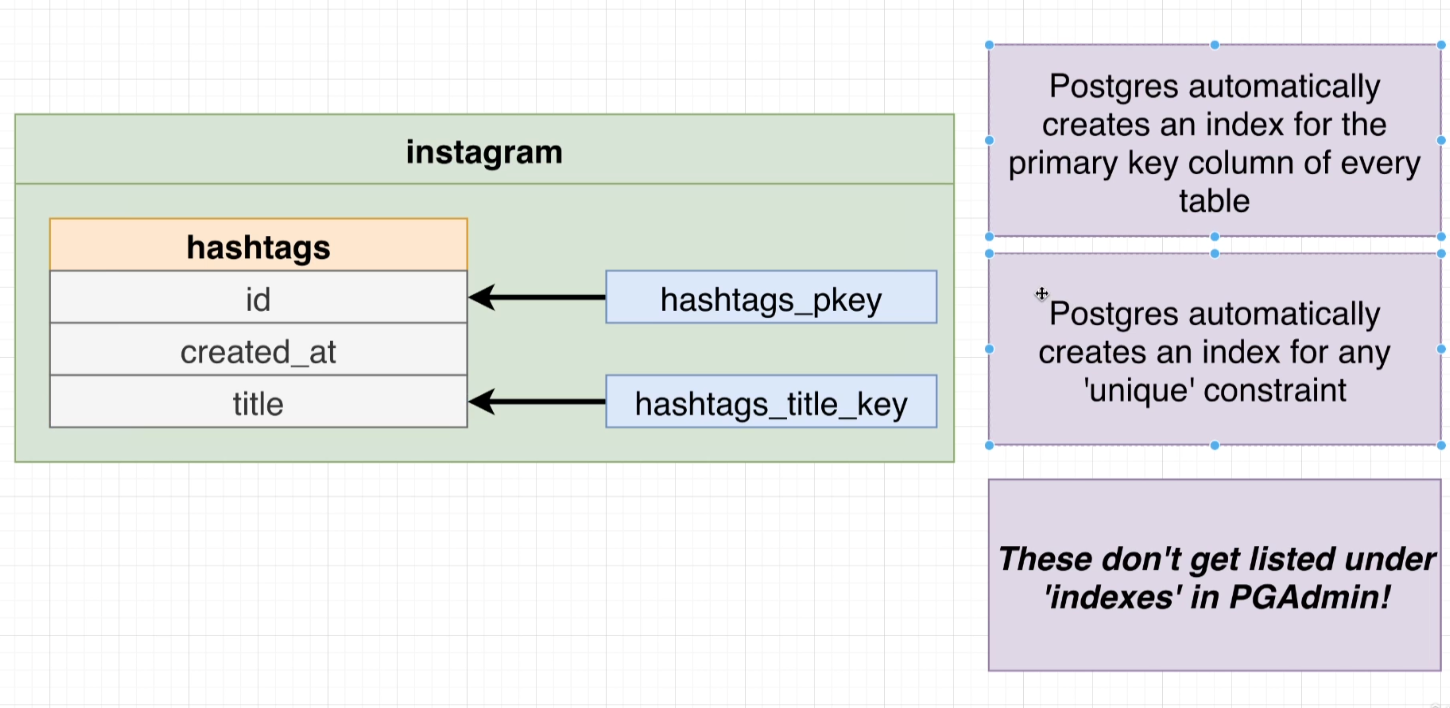 instagram
hashtags
id
hashtags_pkey
created_at
title
hashtags_title_key
Postgres automatically
creates an index for the
primary key column of every
table
Postgres automatically
creates an index for any
'unique' constraint
These don't get listed under
'indexes' in PGAdmin!